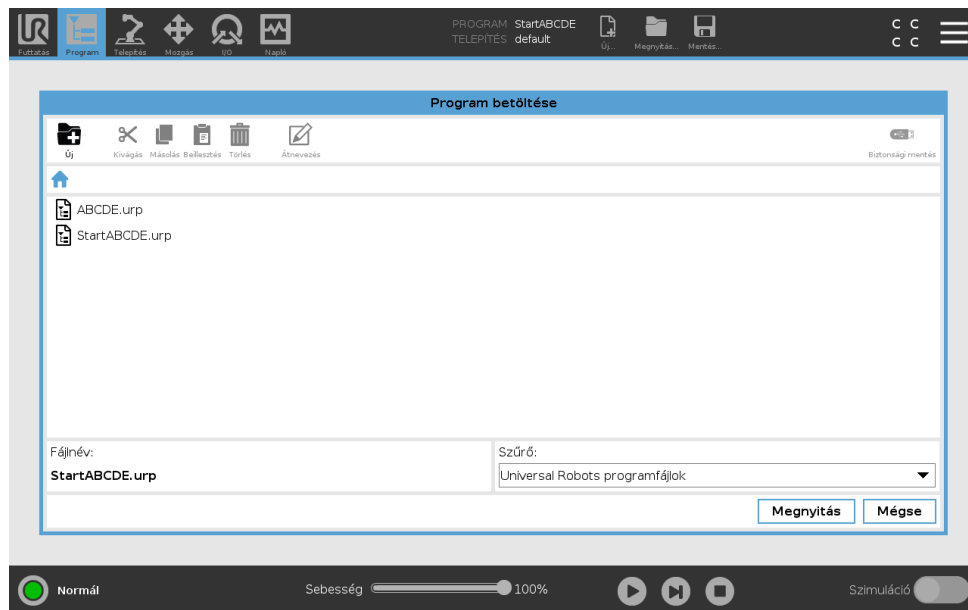 PROGRAM StartABCDE
TELEPÍTÉS default
Futtatás Program Telepítés Mozgás I/O Napló Új... Megnyitás... Mentés...
C C
C C
Program betöltése
Új Kivágás Másolás Beillesztés Törlés Átnevezés Biztonsági mentés
ABCDE.urp
StartABCDE.urp
Fájlnév: Szűrő:
StartABCDE.urp Universal Robots programfájlok
Megnyitás Mégse
Normál Sebesség 100% Szimuláció